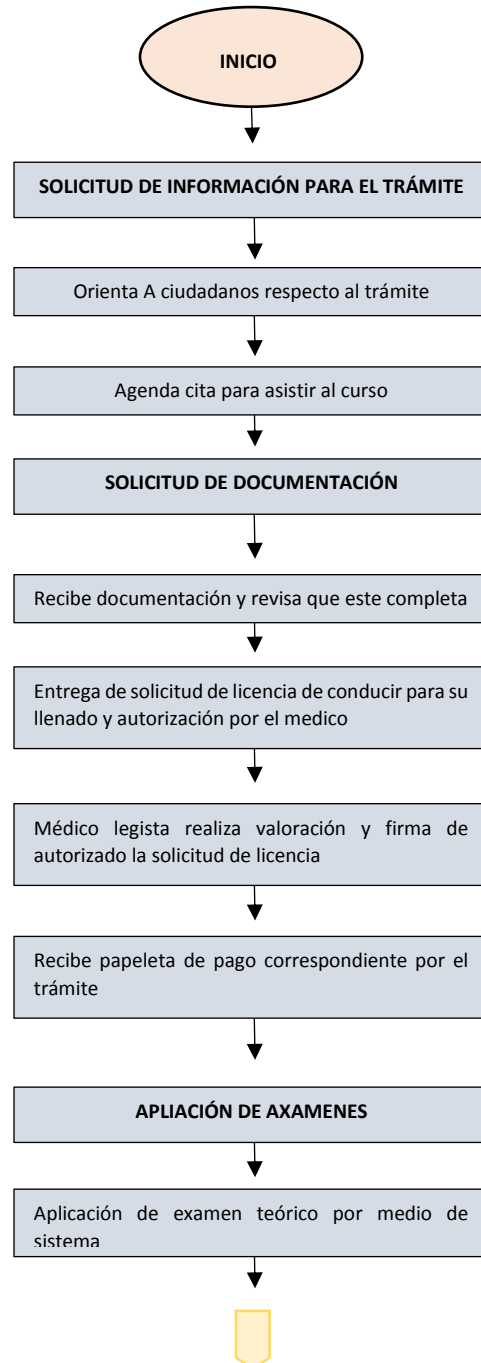 INICIO
SOLICITUD DE INFORMACIÓN PARA EL TRÁMITE
Orienta A ciudadanos respecto al trámite
Agenda cita para asistir al curso
SOLICITUD DE DOCUMENTACIÓN
Recibe documentación y revisa que este completa
Entrega de solicitud de licencia de conducir para su
llenado y autorización por el medico
Médico legista realiza valoración y firma de
autorizado la solicitud de licencia
Recibe papeleta de pago correspondiente por el
trámite
APLIACIÓN DE AXAMENES
Aplicación de examen teórico por medio de
sistema